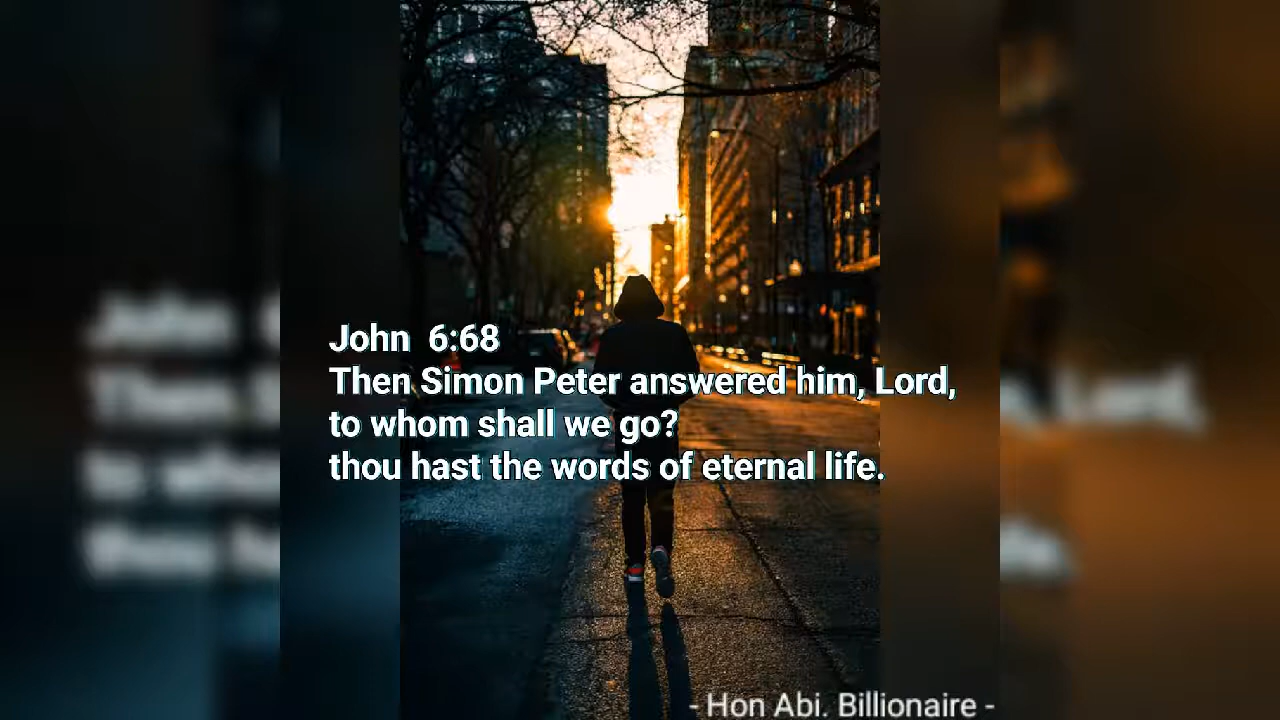 John 6:68
Then Simon Peter answered him, Lord,
to whom shall we go?
thou hast the words of eternal life.
- Hon Abi. Billionaire -